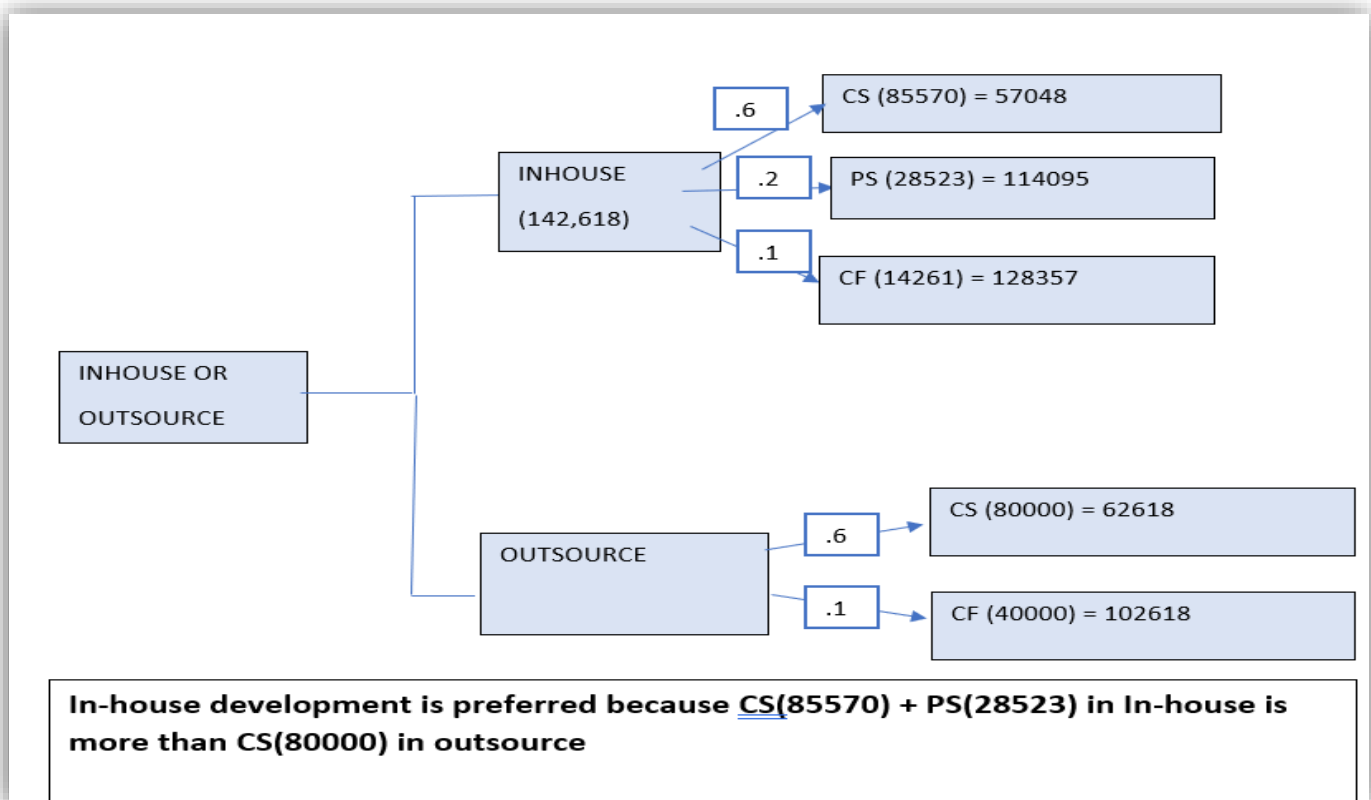 .6
CS (85570) = 57048
INHOUSE
(142,618)
.2
PS (28523) = 114095
.1
CF (14261) = 128357
INHOUSE OR
OUTSOURCE
OUTSOURCE
.6
CS (80000) = 62618
.1
CF (40000) = 102618
In-house development is preferred because CS(85570) + PS(28523) in In-house is
more than CS(80000) in outsource